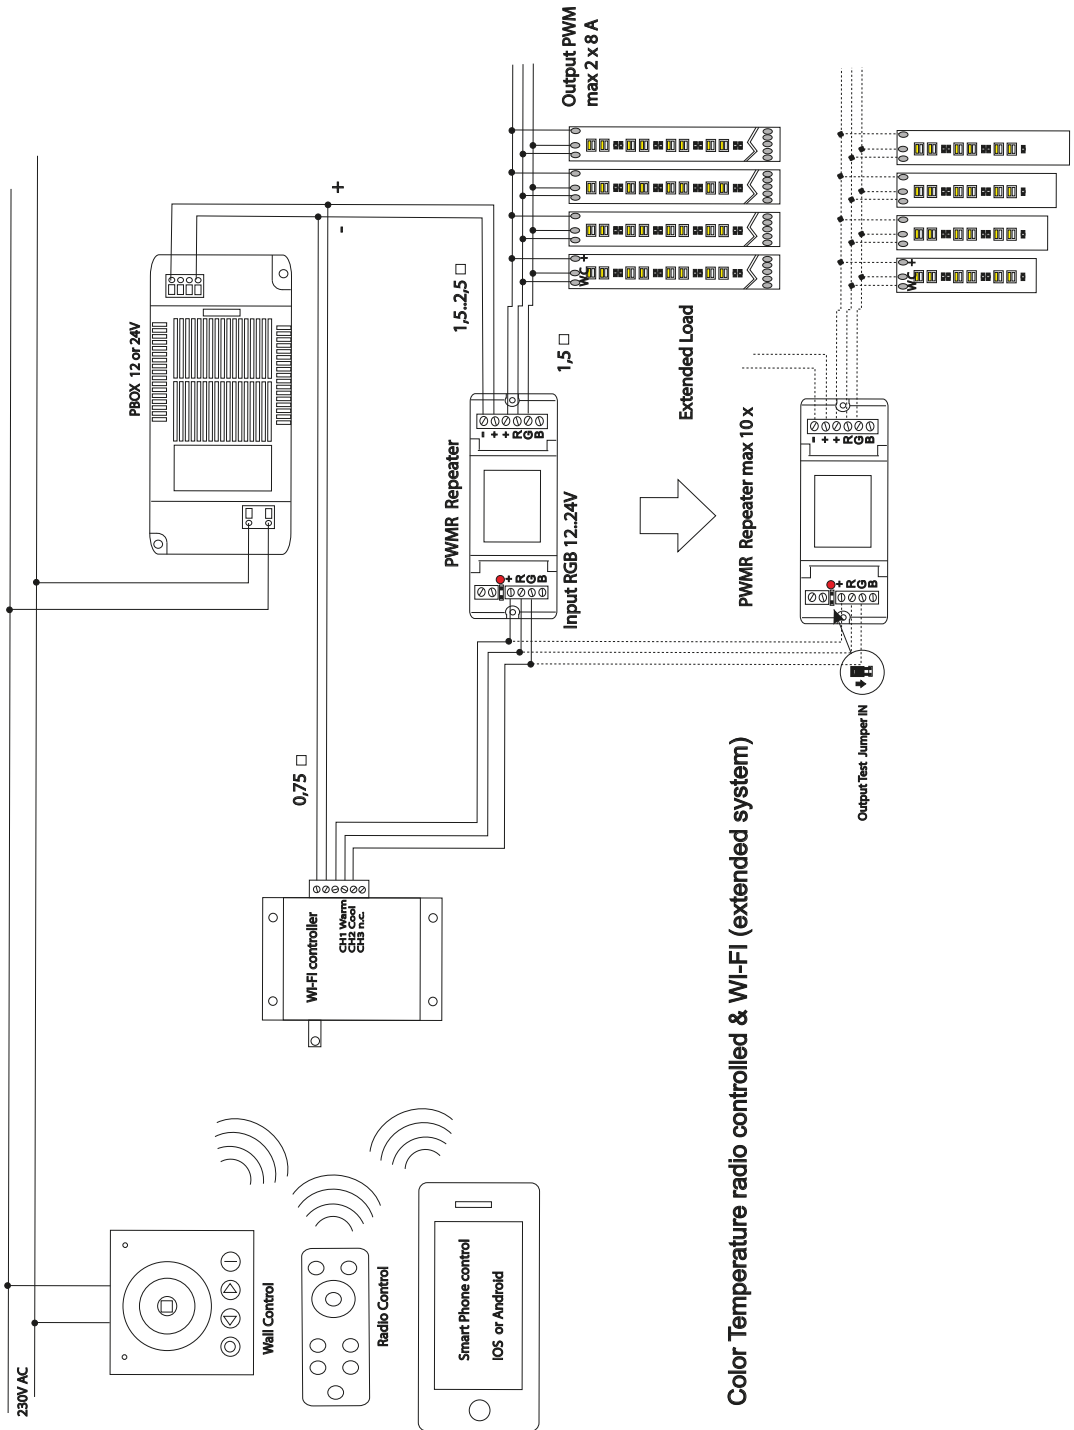 230V AC
Wall Control
Radio Control
Smart Phone control
IOS or Android
WI-FI controller
CH1 Warm
CH2 Cool
CH3 n.c.
0,75 □
PBOX 12 or 24V
+
-
1,5..2,5 □
1,5 □
PWMR Repeater
- + + R G B
+ R G B
Input RGB 12..24V
Output PWM
max 2 x 8 A
WC+
Extended Load
PWMR Repeater max 10 x
- + + R G B
+ R G B
WC+
Output Test Jumper IN
Color Temperature radio controlled & WI-FI (extended system)